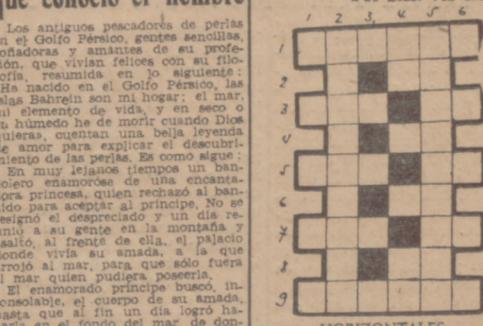 que conoció el hombre
Los antiguos pescadores de perlas
en el Golfo Pérsico, gentes sencillas,
soñadoras y amantes de su profe-
sión, que vivían felices con su filo-
sofía, resumida en lo siguiente:
Ha nacido en el Golfo Pérsico, las
islas Bahrein son mi hogar; el mar,
mi elemento de vida, y en seco o
en húmedo he de morir cuando Dios
quiera», cuentan una bella leyenda
de amor para explicar el descubri-
miento de las perlas. Es como sigue:
En muy lejanos tiempos un ban-
dolero enamoróse de una encanta-
dora princesa, quien rechazó al ban-
dido para aceptar al príncipe. No se
resignó el despreciado y un día re-
unió a su gente en la montaña y
asaltó, al frente de ella, el palacio
donde vivía su amada, a la que
arrojó al mar, para que sólo fuera
el mar quien pudiera poseerla.
El enamorado príncipe buscó, in-
consolable, el cuerpo de su amada,
hasta que al fin un día logró ha-
en el fondo del mar, de don-
1 2 3 4 5 6
1
2
3
4
5
6
7
8
9
HORIZONTALES